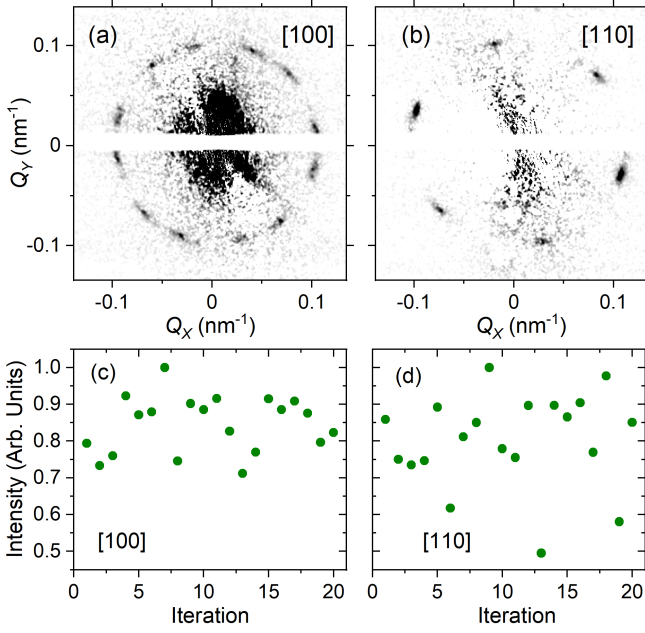 (a) [100]
(b) [110]
Q_Y (nm⁻¹)
0.1
0
-0.1
-0.1 0 0.1
-0.1 0 0.1
Q_X (nm⁻¹)
Q_X (nm⁻¹)
(c)
(d)
Intensity (Arb. Units)
1.0
0.9
0.8
0.7
0.6
0.5
[100]
[110]
0 5 10 15 20
0 5 10 15 20
Iteration
Iteration